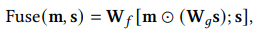 Fuse(m, s) = W_f [m ⊙ (W_g s); s],